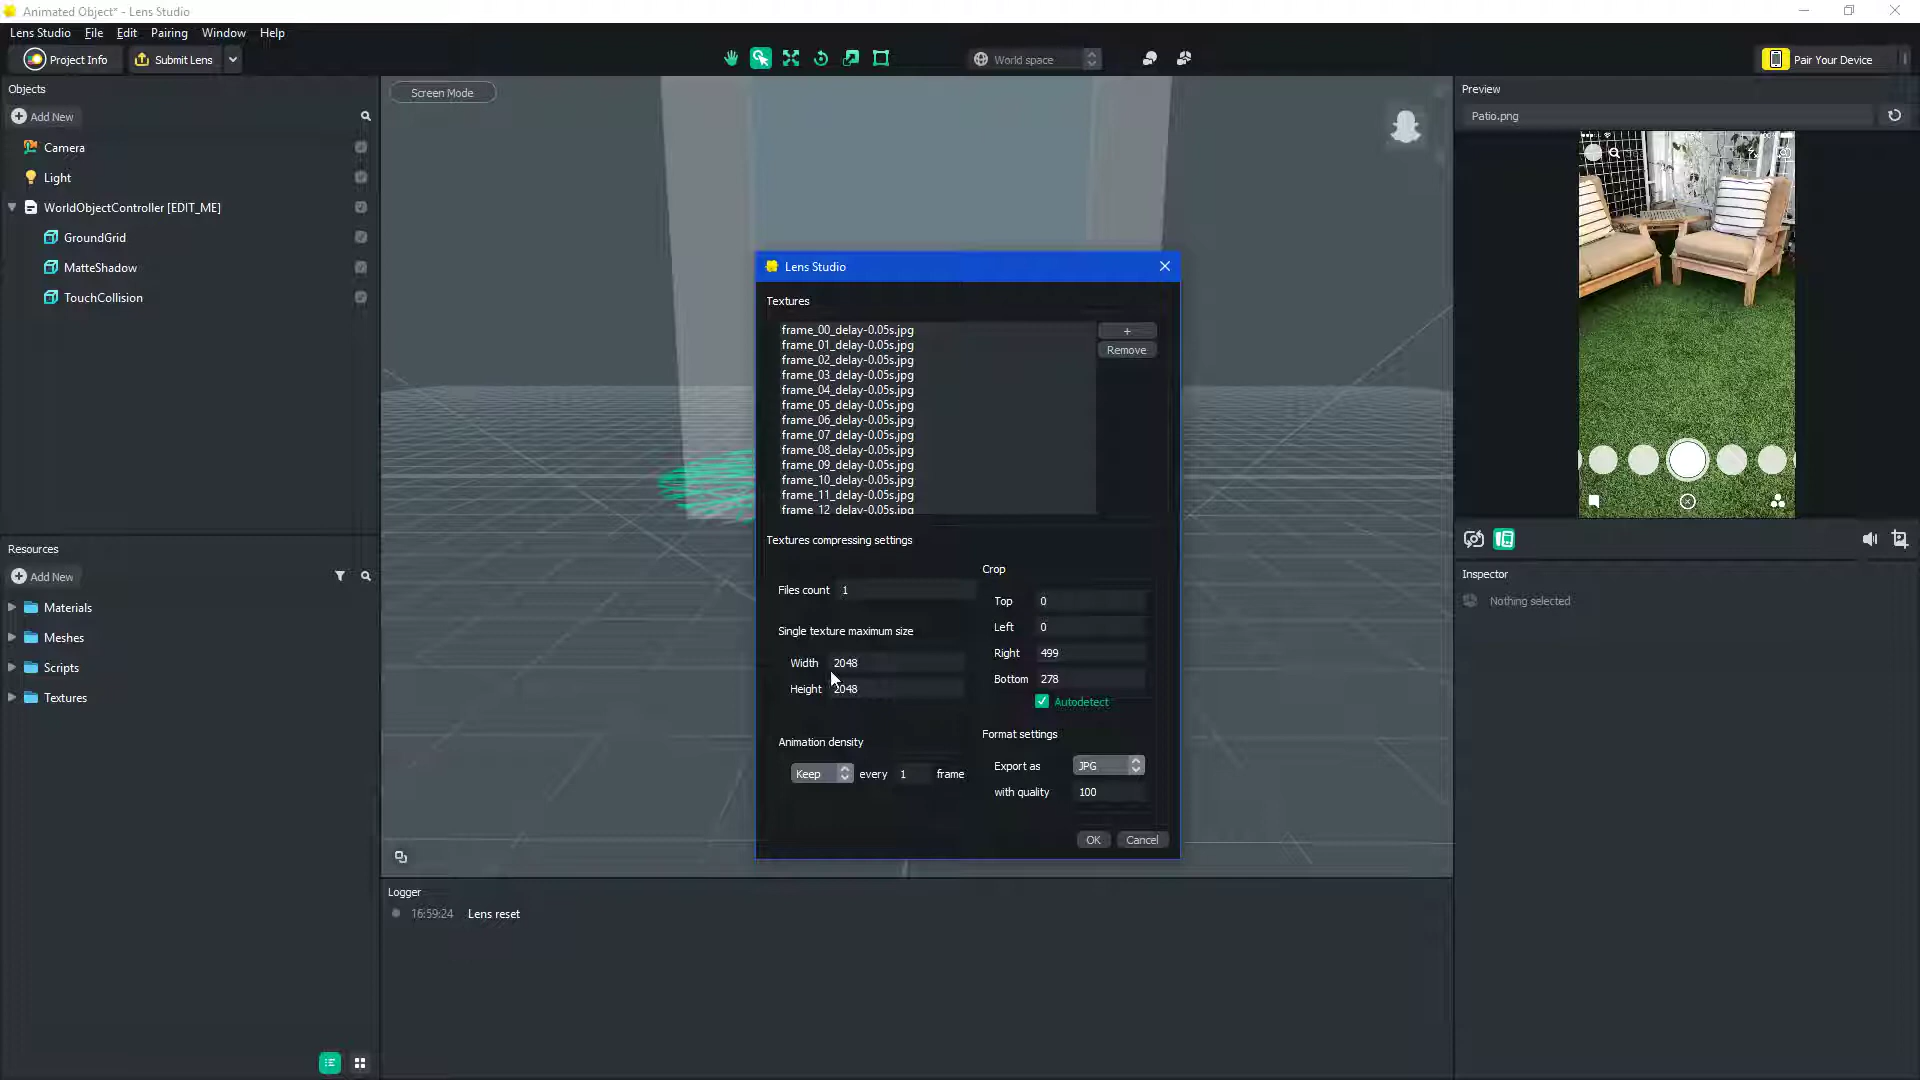 Animated Object* - Lens Studio
Lens Studio File Edit Pairing Window Help
Project Info Submit Lens World space Pair Your Device
Objects
Add New
Camera
Light
WorldObjectController [EDIT_ME]
GroundGrid
MatteShadow
TouchCollision
Resources
Add New
Materials
Meshes
Scripts
Textures
Screen Mode
Lens Studio
Textures
frame_00_delay-0.05s.jpg
frame_01_delay-0.05s.jpg
frame_02_delay-0.05s.jpg
frame_03_delay-0.05s.jpg
frame_04_delay-0.05s.jpg
frame_05_delay-0.05s.jpg
frame_06_delay-0.05s.jpg
frame_07_delay-0.05s.jpg
frame_08_delay-0.05s.jpg
frame_09_delay-0.05s.jpg
frame_10_delay-0.05s.jpg
frame_11_delay-0.05s.jpg
frame_12_delay-0.05s.jpg
+
Remove
Textures compressing settings
Files count 1
Single texture maximum size
Width 2048
Height 2048
Animation density
Keep every 1 frame
Crop
Top 0
Left 0
Right 499
Bottom 278
Autodetect
Format settings
Export as JPG
with quality 100
OK Cancel
Logger
16:59:24 Lens reset
Preview
Patio.png
Inspector
Nothing selected